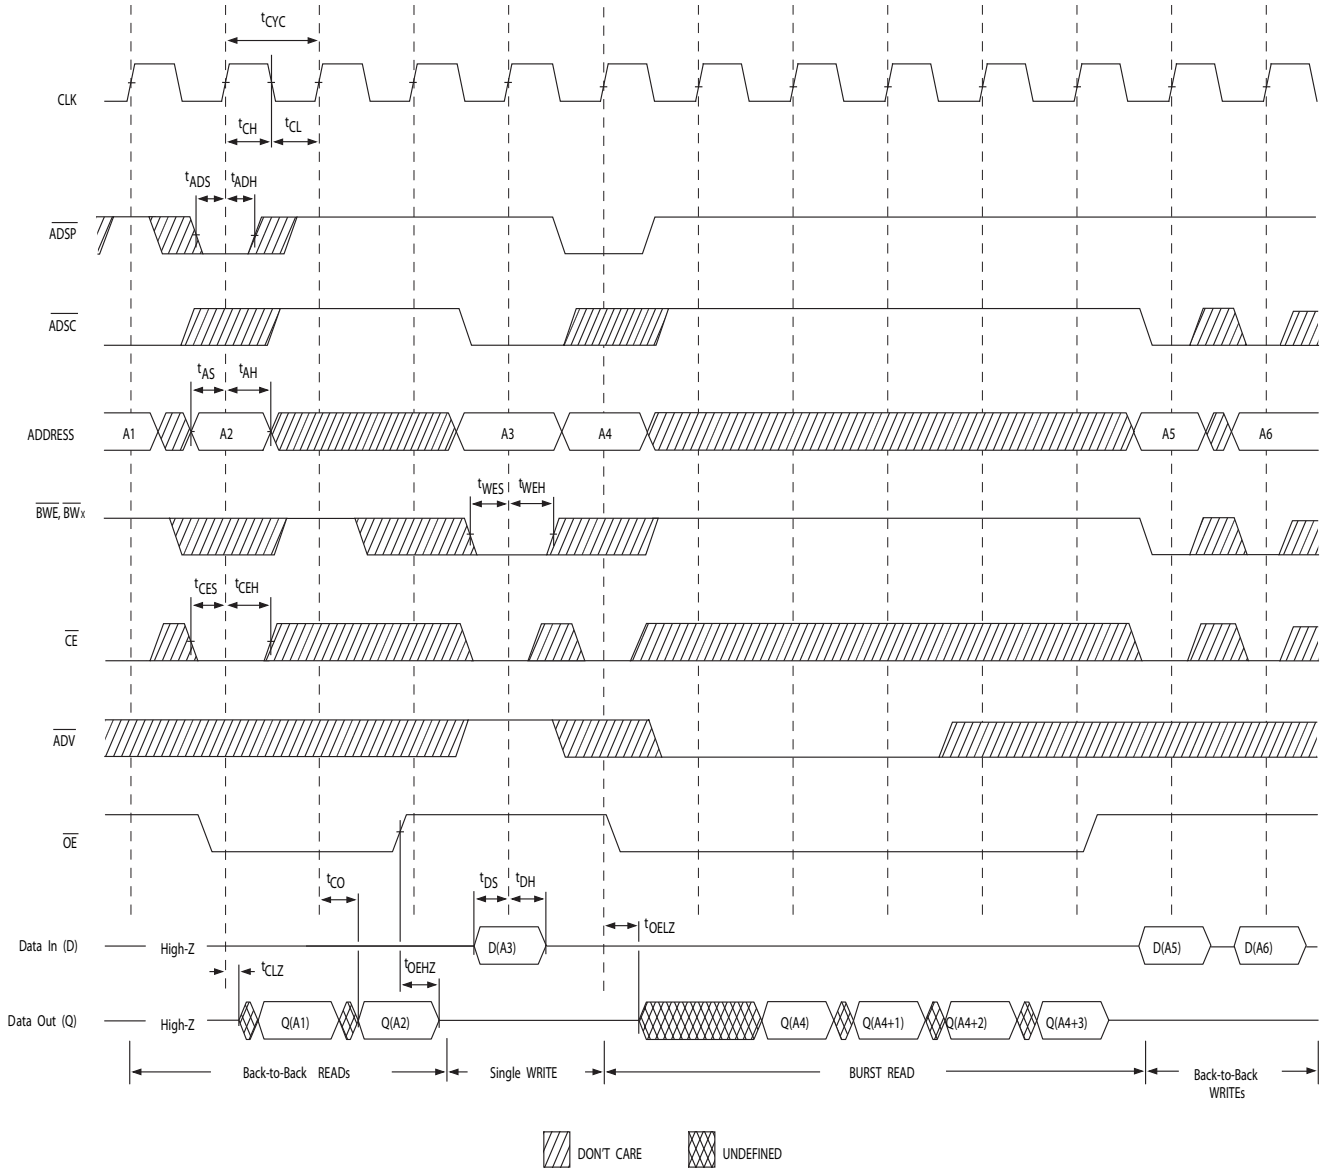 tCYC
CLK
tCH
tCL
tADS
tADH
ADSP
ADSC
tAS
tAH
ADDRESS
A1
A2
A3
A4
A5
A6
tWES
tWEH
BWE, BWx
tCES
tCEH
CE
ADV
OE
tCO
tDS
tDH
tOELZ
Data In (D)
High-Z
D(A3)
D(A5)
D(A6)
tCLZ
tOEHZ
Data Out (Q)
High-Z
Q(A1)
Q(A2)
Q(A4)
Q(A4+1)
Q(A4+2)
Q(A4+3)
Back-to-Back READs
Single WRITE
BURST READ
Back-to-Back
WRITEs
DON'T CARE
UNDEFINED